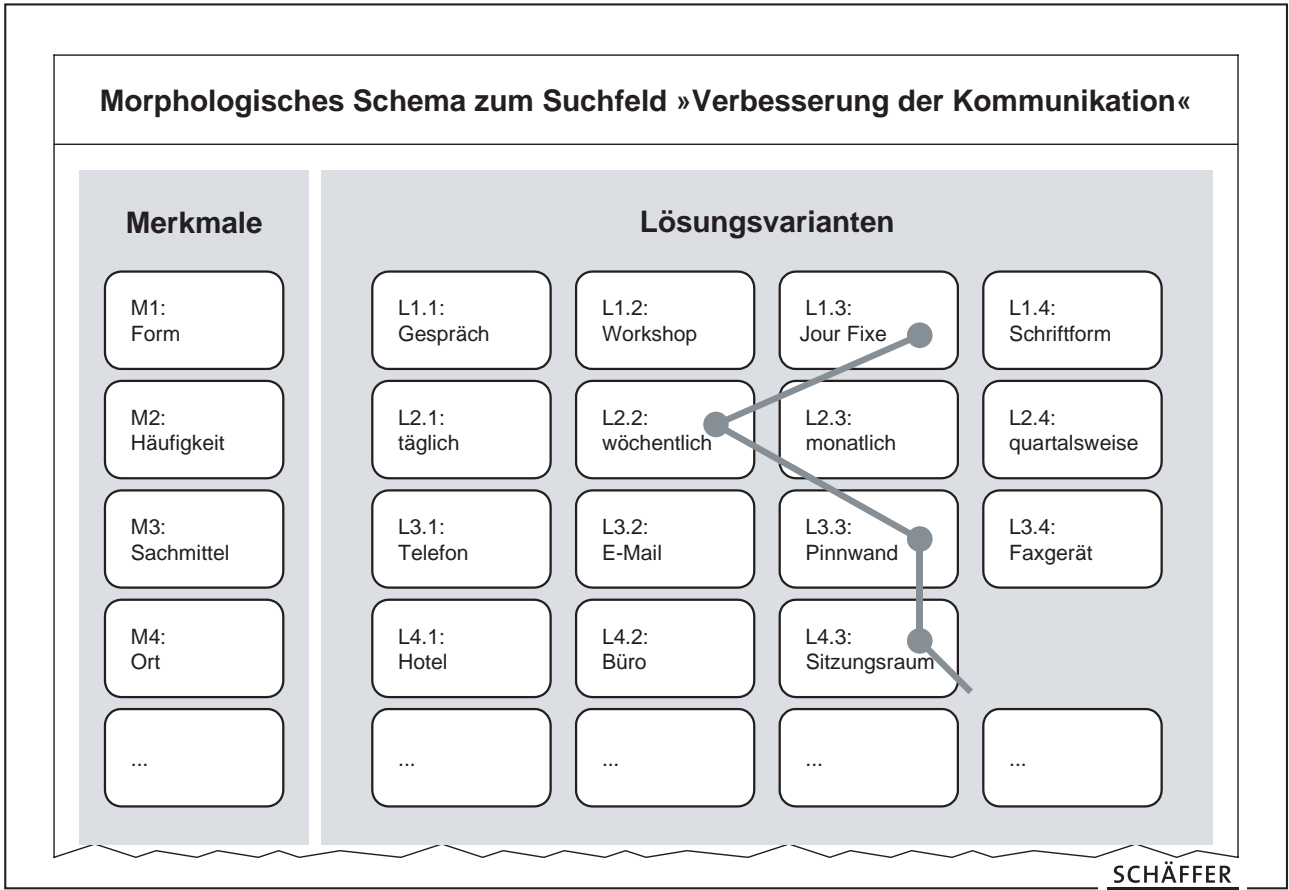 Morphologisches Schema zum Suchfeld »Verbesserung der Kommunikation«
Merkmale
Lösungsvarianten
M1:
Form
L1.1:
Gespräch
L1.2:
Workshop
L1.3:
Jour Fixe
L1.4:
Schriftform
M2:
Häufigkeit
L2.1:
täglich
L2.2:
wöchentlich
L2.3:
monatlich
L2.4:
quartalsweise
M3:
Sachmittel
L3.1:
Telefon
L3.2:
E-Mail
L3.3:
Pinnwand
L3.4:
Faxgerät
M4:
Ort
L4.1:
Hotel
L4.2:
Büro
L4.3:
Sitzungsraum
...
...
...
...
...
SCHÄFFER